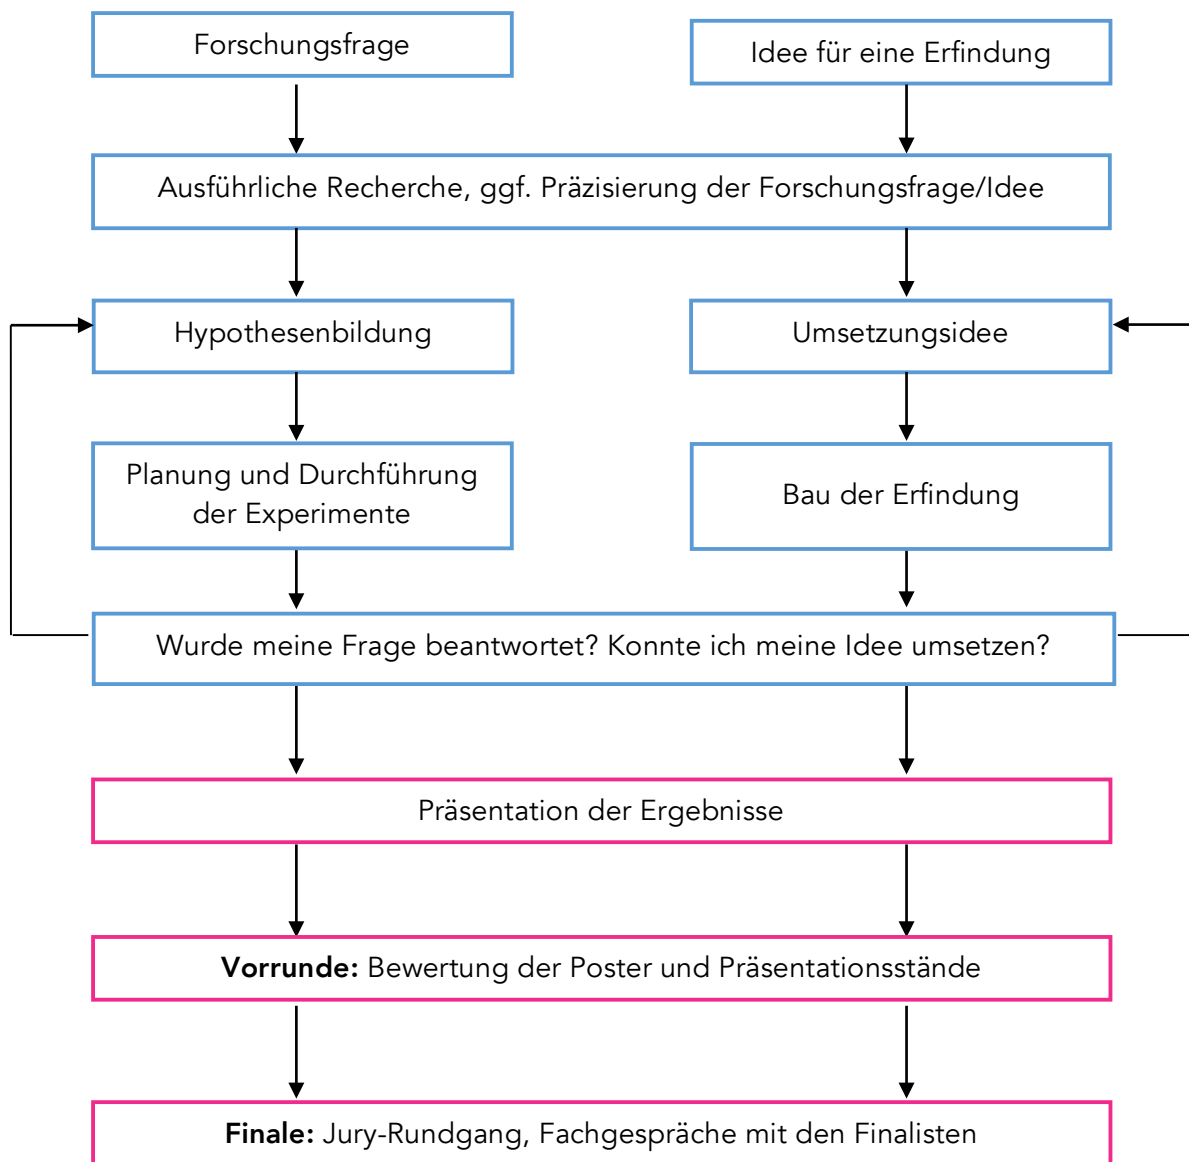 Forschungsfrage
Idee für eine Erfindung
Ausführliche Recherche, ggf. Präzisierung der Forschungsfrage/Idee
Hypothesenbildung
Umsetzungsidee
Planung und Durchführung
der Experimente
Bau der Erfindung
Wurde meine Frage beantwortet? Konnte ich meine Idee umsetzen?
Präsentation der Ergebnisse
Vorrunde: Bewertung der Poster und Präsentationsstände
Finale: Jury-Rundgang, Fachgespräche mit den Finalisten